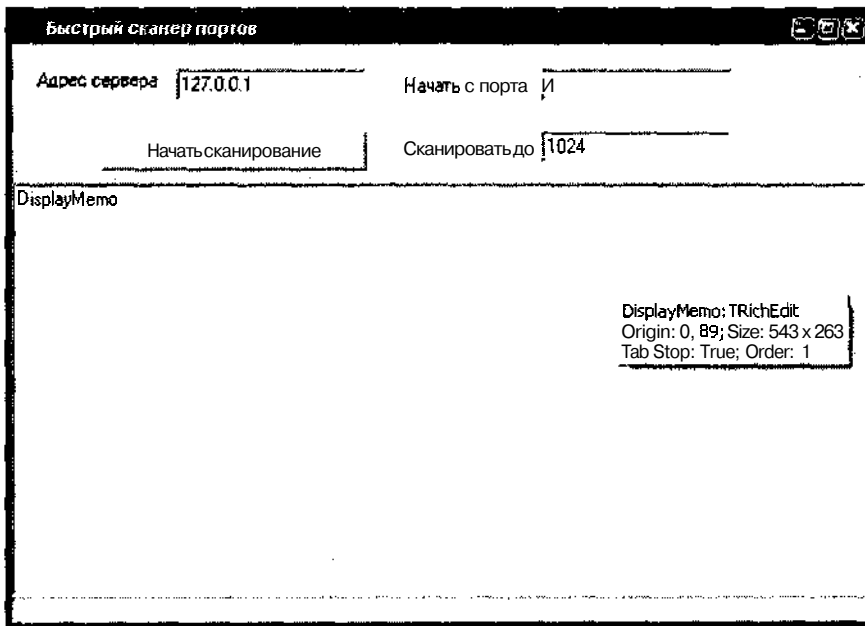 Быстрый сканер портов
Адрес сервера 127.0.0.1 Начать с порта И
Начать сканирование Сканировать до 1024
DisplayMemo
DisplayMemo: TRichEdit
Origin: 0, 89; Size: 543 x 263
Tab Stop: True; Order: 1